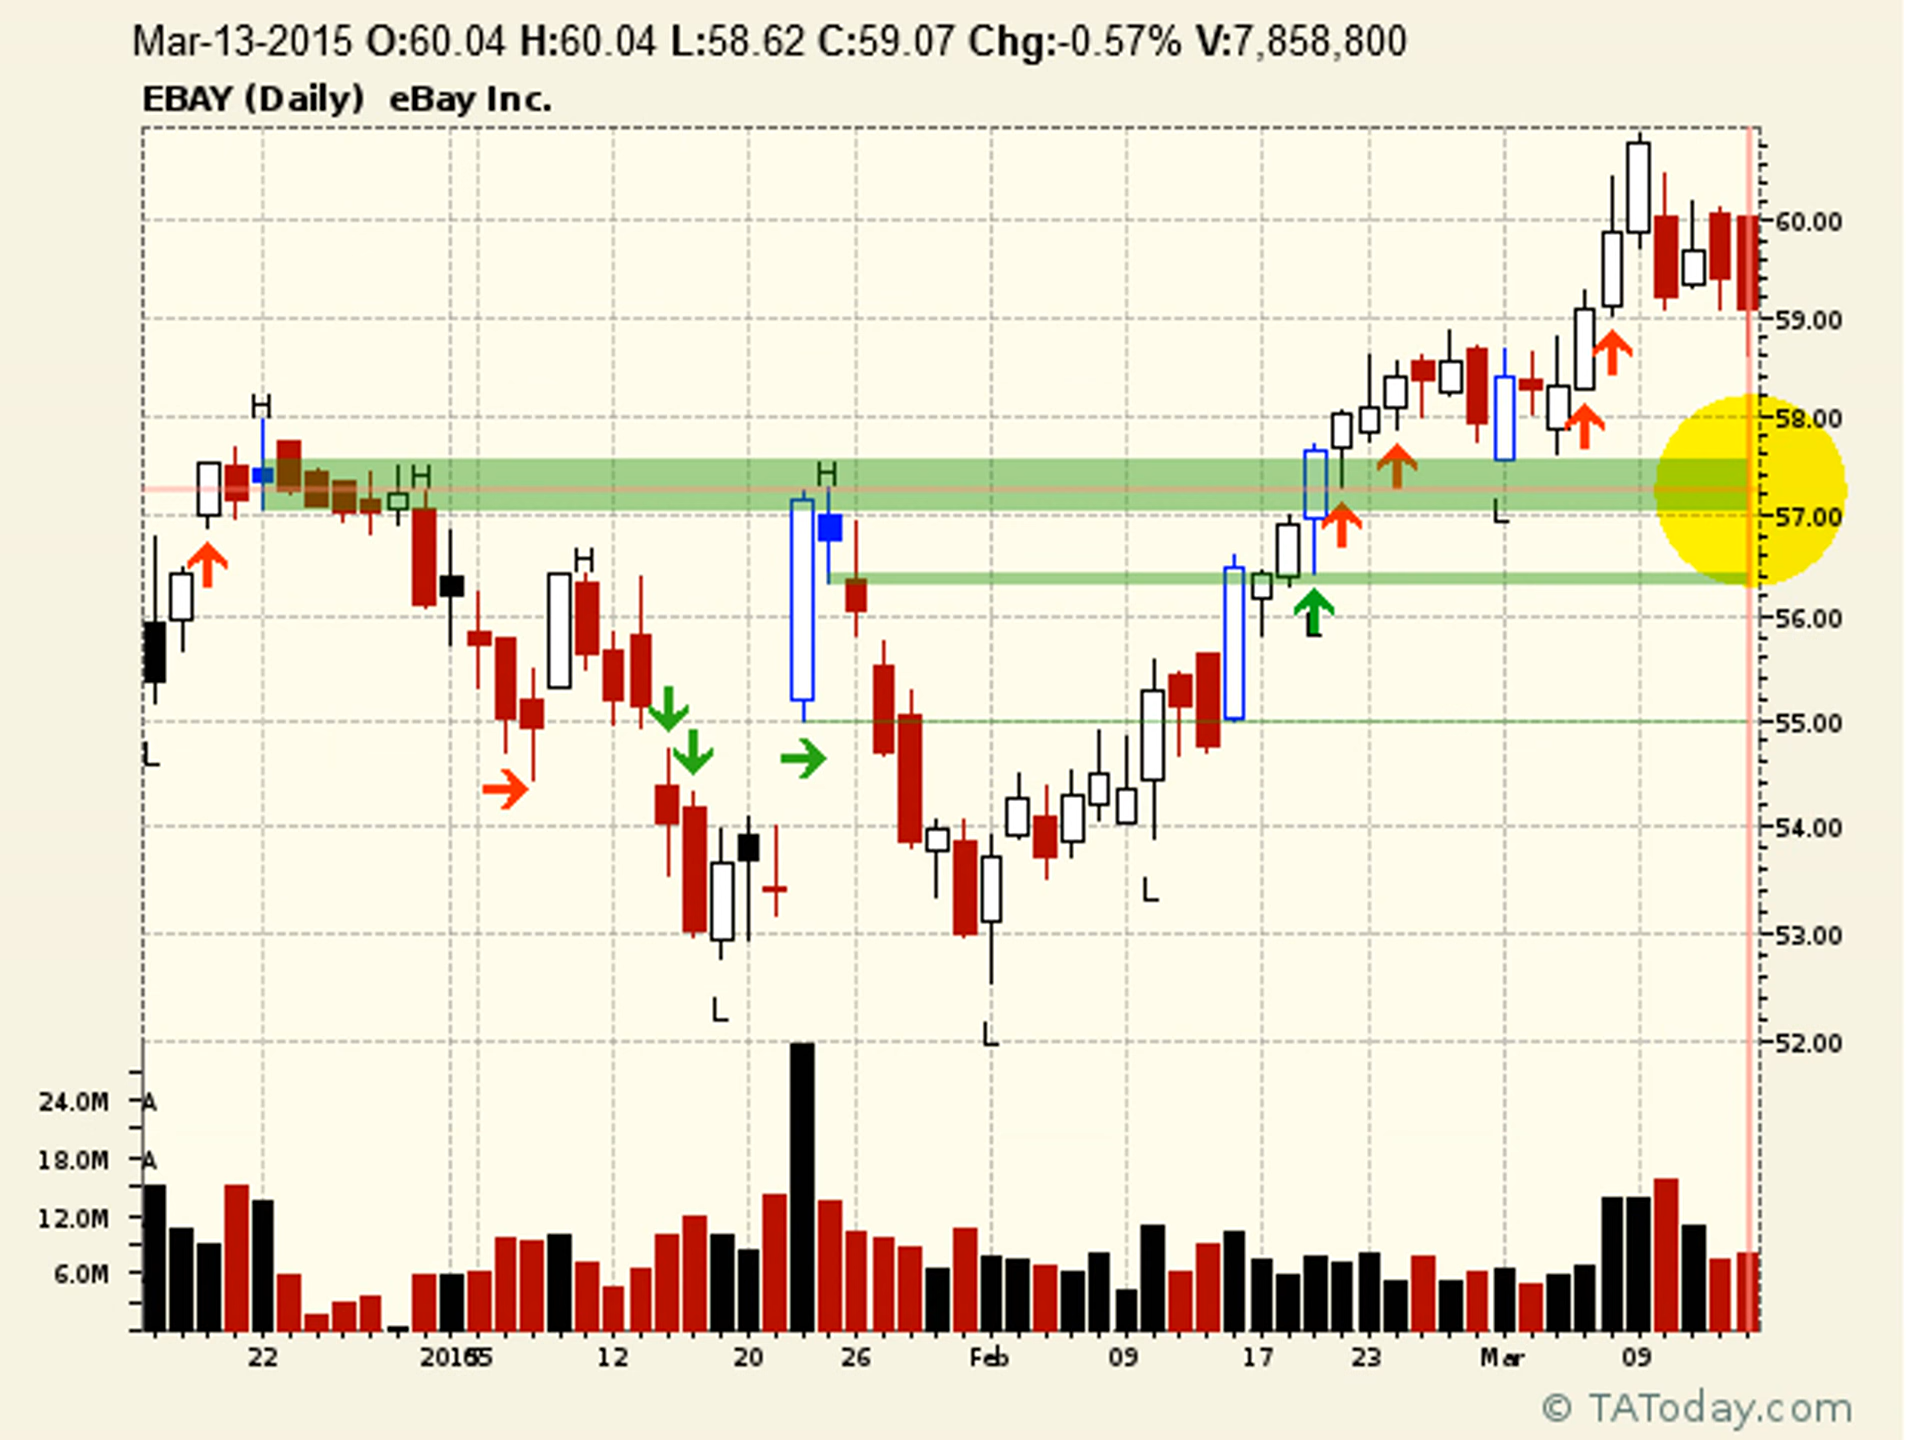 Mar-13-2015 O:60.04 H:60.04 L:58.62 C:59.07 Chg:-0.57% V:7,858,800
EBAY (Daily) eBay Inc.
60.00
59.00
H
58.00
H H
57.00
L
H
56.00
L
55.00
L
54.00
L
53.00
L
L
52.00
24.0M A
18.0M A
12.0M
6.0M
22 12 20 26 Feb 09 17 23 Mar 09
© TAToday.com